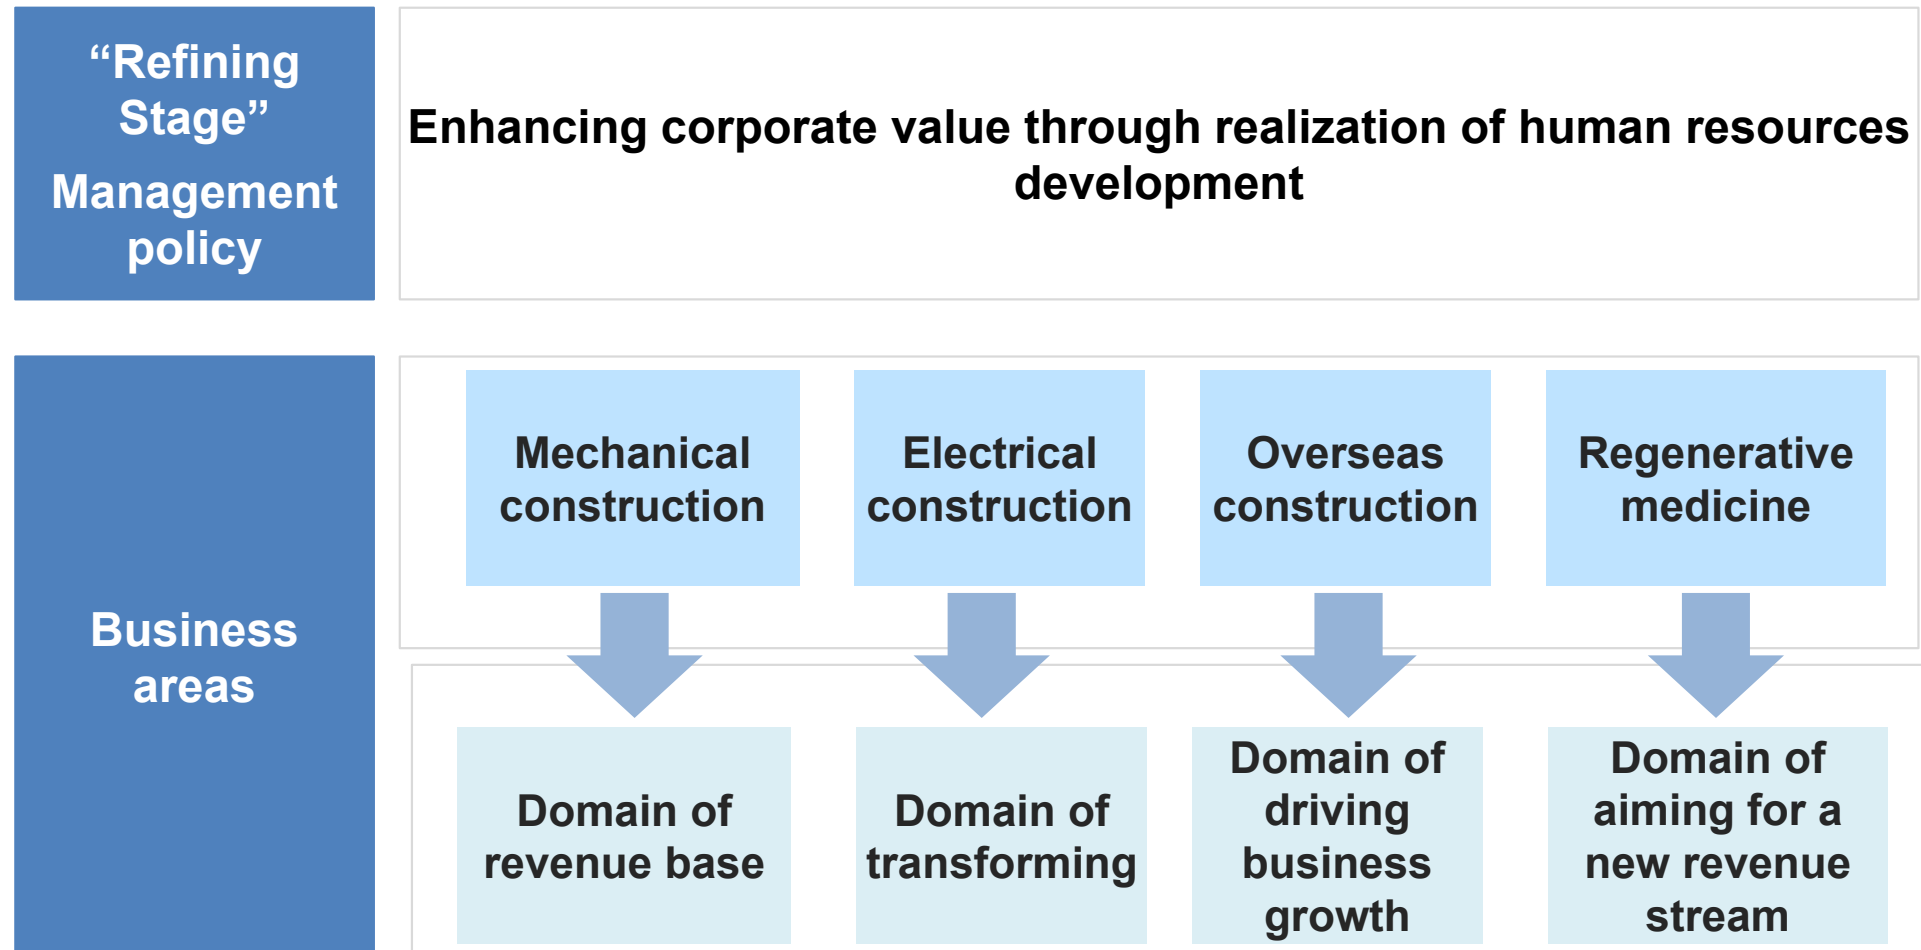 “Refining
Stage”
Management
policy
Enhancing corporate value through realization of human resources
development
Business
areas
Mechanical
construction
Electrical
construction
Overseas
construction
Regenerative
medicine
Domain of
revenue base
Domain of
transforming
Domain of
driving
business
growth
Domain of
aiming for a
new revenue
stream